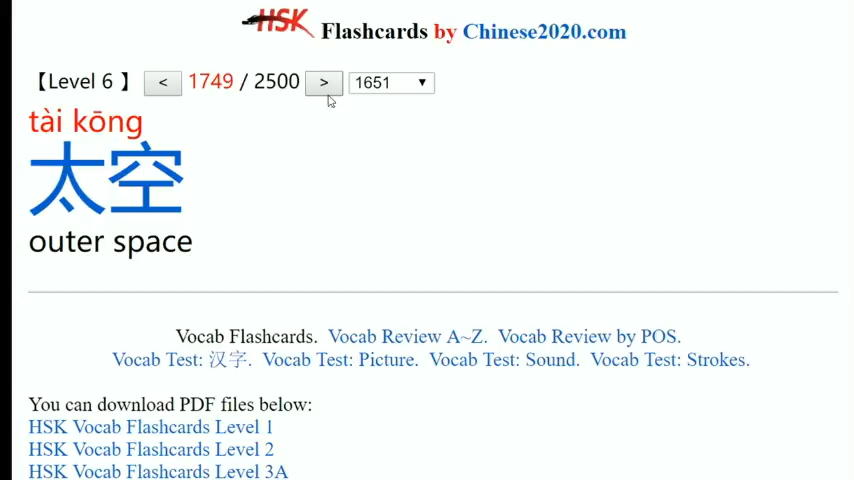 HSK Flashcards by Chinese2020.com
【Level 6 】 < 1749 / 2500 > 1651 ▼
tài kōng
太空
outer space
Vocab Flashcards. Vocab Review A~Z. Vocab Review by POS.
Vocab Test: 汉字. Vocab Test: Picture. Vocab Test: Sound. Vocab Test: Strokes.
You can download PDF files below:
HSK Vocab Flashcards Level 1
HSK Vocab Flashcards Level 2
HSK Vocab Flashcards Level 3A